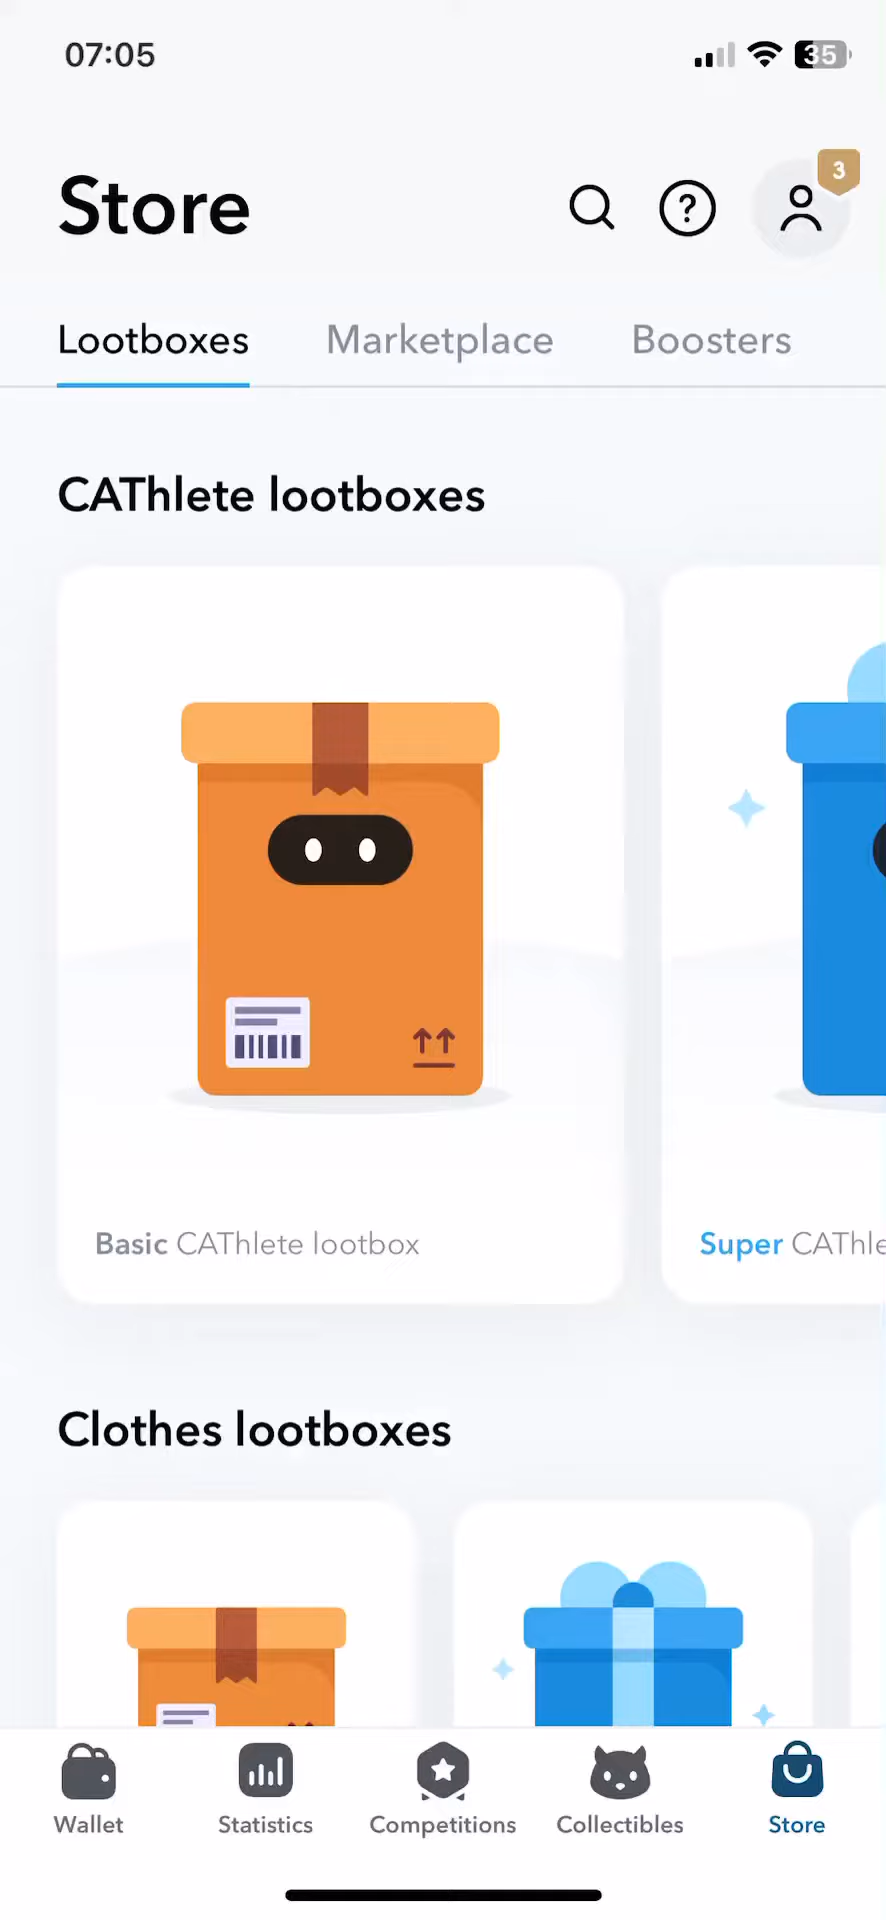 07:05
35
Store
?
3
Lootboxes Marketplace Boosters
CAThlete lootboxes
Basic CAThlete lootbox
Super CAThle
Clothes lootboxes
Wallet Statistics Competitions Collectibles Store